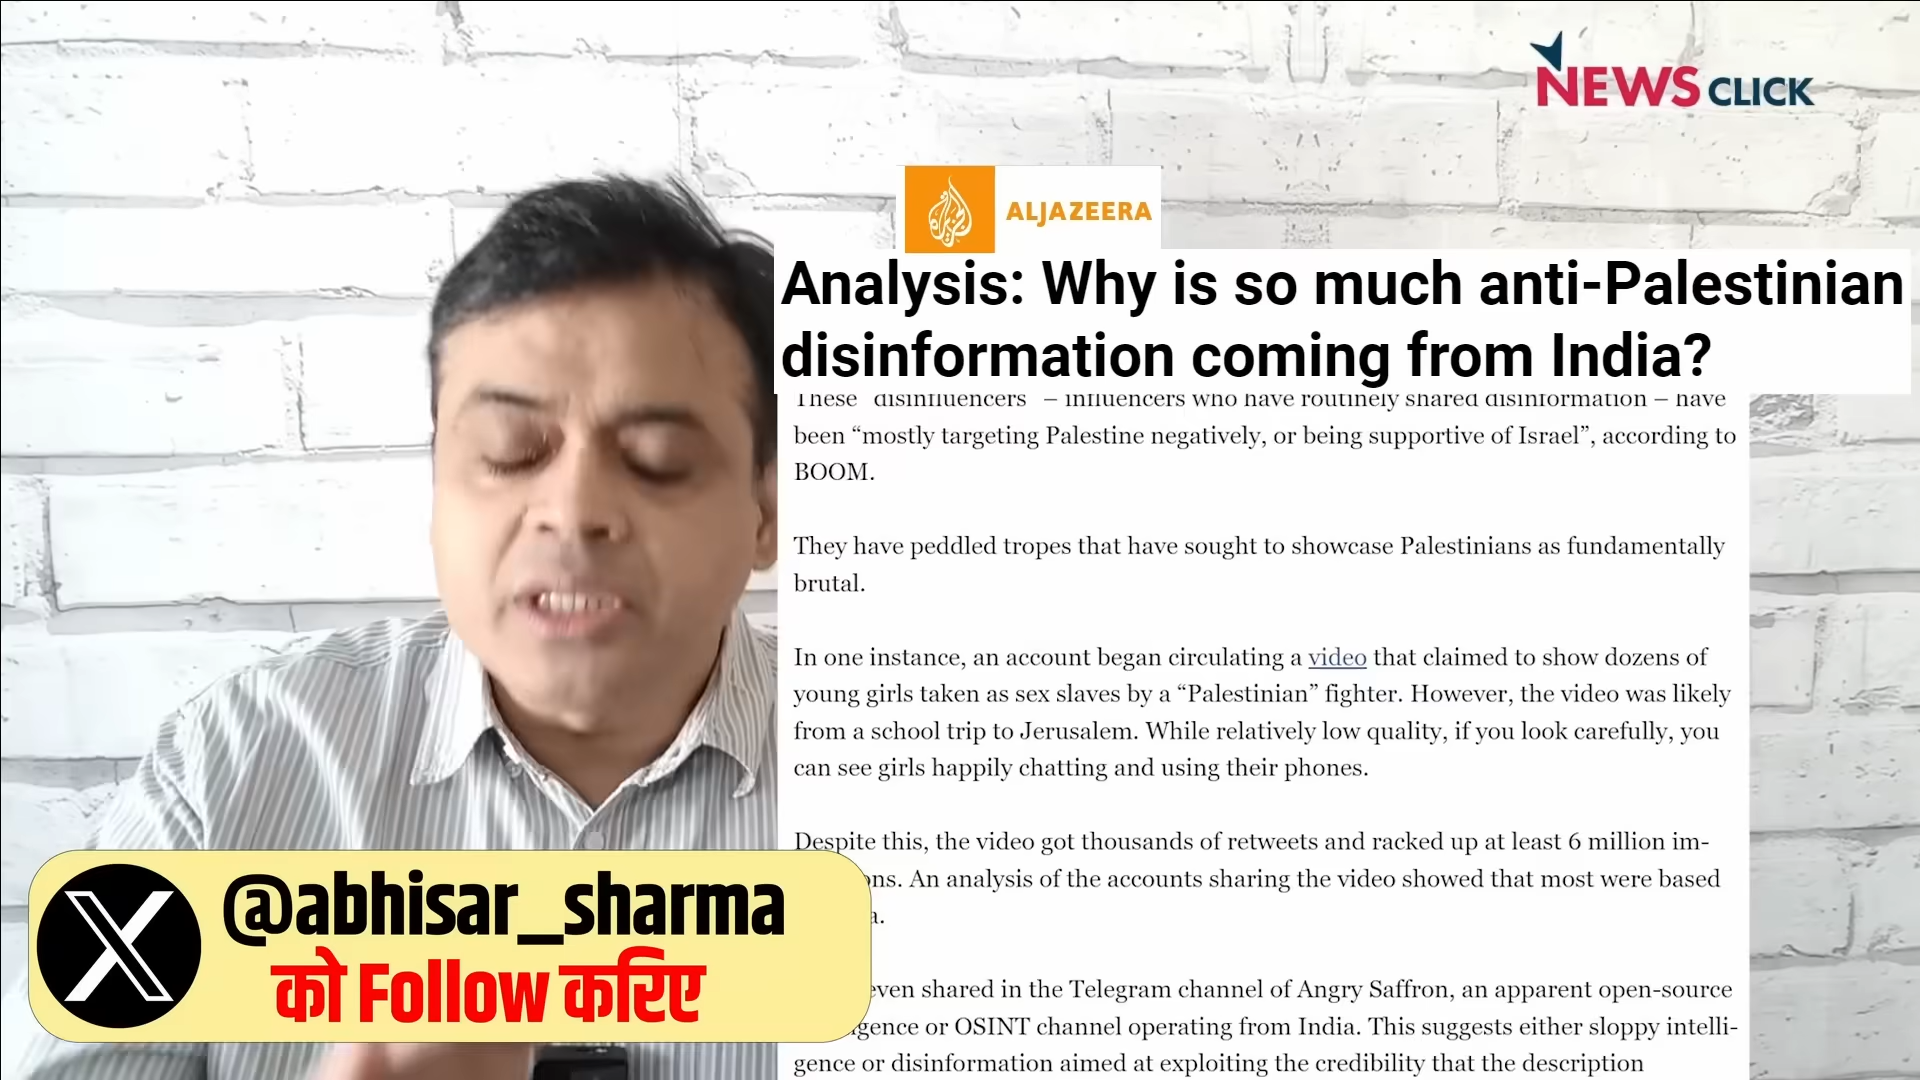 NEWS CLICK
ALJAZEERA
Analysis: Why is so much anti-Palestinian
disinformation coming from India?
These "disinfluencers" – influencers who have routinely shared disinformation – have
been “mostly targeting Palestine negatively, or being supportive of Israel”, according to
BOOM.
They have peddled tropes that have sought to showcase Palestinians as fundamentally
brutal.
In one instance, an account began circulating a video that claimed to show dozens of
young girls taken as sex slaves by a “Palestinian” fighter. However, the video was likely
from a school trip to Jerusalem. While relatively low quality, if you look carefully, you
can see girls happily chatting and using their phones.
Despite this, the video got thousands of retweets and racked up at least 6 million im-
ons. An analysis of the accounts sharing the video showed that most were based
a.
even shared in the Telegram channel of Angry Saffron, an apparent open-source
gence or OSINT channel operating from India. This suggests either sloppy intelli-
gence or disinformation aimed at exploiting the credibility that the description
@abhisar_sharma
को Follow करिए